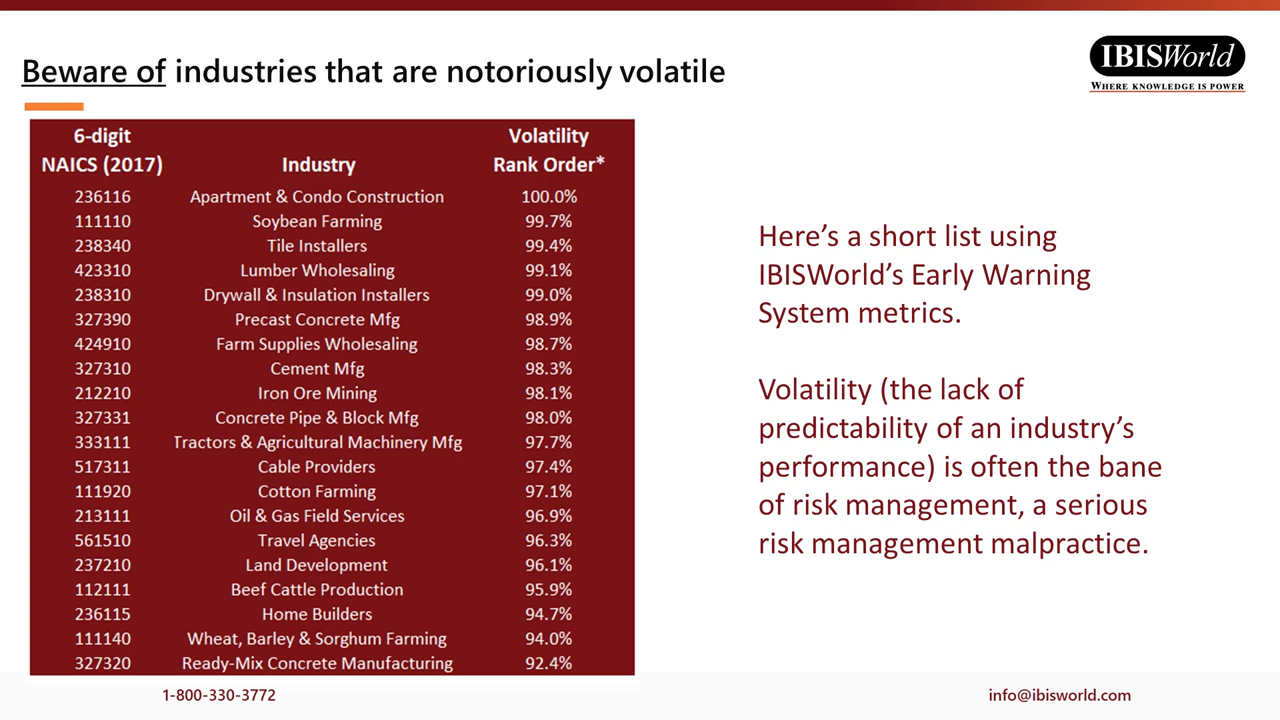 Beware of industries that are notoriously volatile
IBISWorld
WHERE KNOWLEDGE IS POWER
6-digit NAICS (2017) Industry Volatility Rank Order*
236116 Apartment & Condo Construction 100.0%
111110 Soybean Farming 99.7%
238340 Tile Installers 99.4%
423310 Lumber Wholesaling 99.1%
238310 Drywall & Insulation Installers 99.0%
327390 Precast Concrete Mfg 98.9%
424910 Farm Supplies Wholesaling 98.7%
327310 Cement Mfg 98.3%
212210 Iron Ore Mining 98.1%
327331 Concrete Pipe & Block Mfg 98.0%
333111 Tractors & Agricultural Machinery Mfg 97.7%
517311 Cable Providers 97.4%
111920 Cotton Farming 97.1%
213111 Oil & Gas Field Services 96.9%
561510 Travel Agencies 96.3%
237210 Land Development 96.1%
112111 Beef Cattle Production 95.9%
236115 Home Builders 94.7%
111140 Wheat, Barley & Sorghum Farming 94.0%
327320 Ready-Mix Concrete Manufacturing 92.4%
Here's a short list using
IBISWorld's Early Warning
System metrics.
Volatility (the lack of
predictability of an industry's
performance) is often the bane
of risk management, a serious
risk management malpractice.
1-800-330-3772
info@ibisworld.com